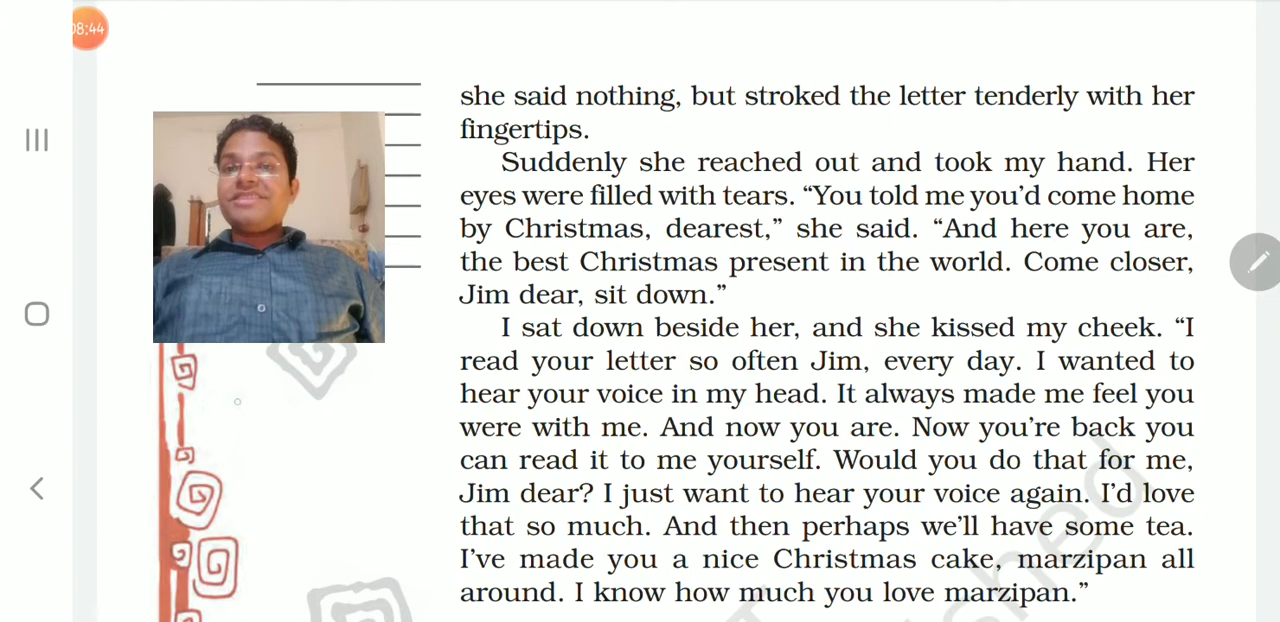 08:44
she said nothing, but stroked the letter tenderly with her
fingertips.
Suddenly she reached out and took my hand. Her
eyes were filled with tears. “You told me you’d come home
by Christmas, dearest,” she said. “And here you are,
the best Christmas present in the world. Come closer,
Jim dear, sit down.”
I sat down beside her, and she kissed my cheek. “I
read your letter so often Jim, every day. I wanted to
hear your voice in my head. It always made me feel you
were with me. And now you are. Now you’re back you
can read it to me yourself. Would you do that for me,
Jim dear? I just want to hear your voice again. I’d love
that so much. And then perhaps we’ll have some tea.
I’ve made you a nice Christmas cake, marzipan all
around. I know how much you love marzipan.”